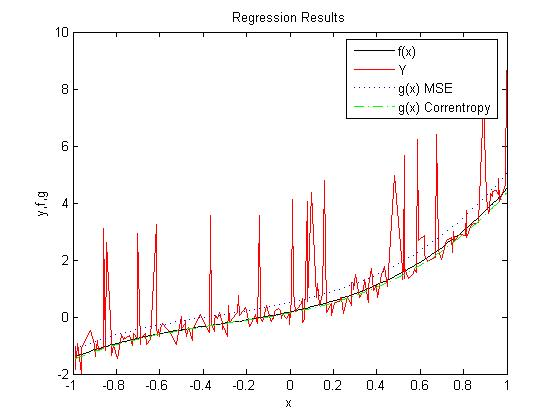 Regression Results
10
8
6
4
2
0
-2
y,f,g
f(x)
Y
g(x) MSE
g(x) Correntropy
-1 -0.8 -0.6 -0.4 -0.2 0 0.2 0.4 0.6 0.8 1
x